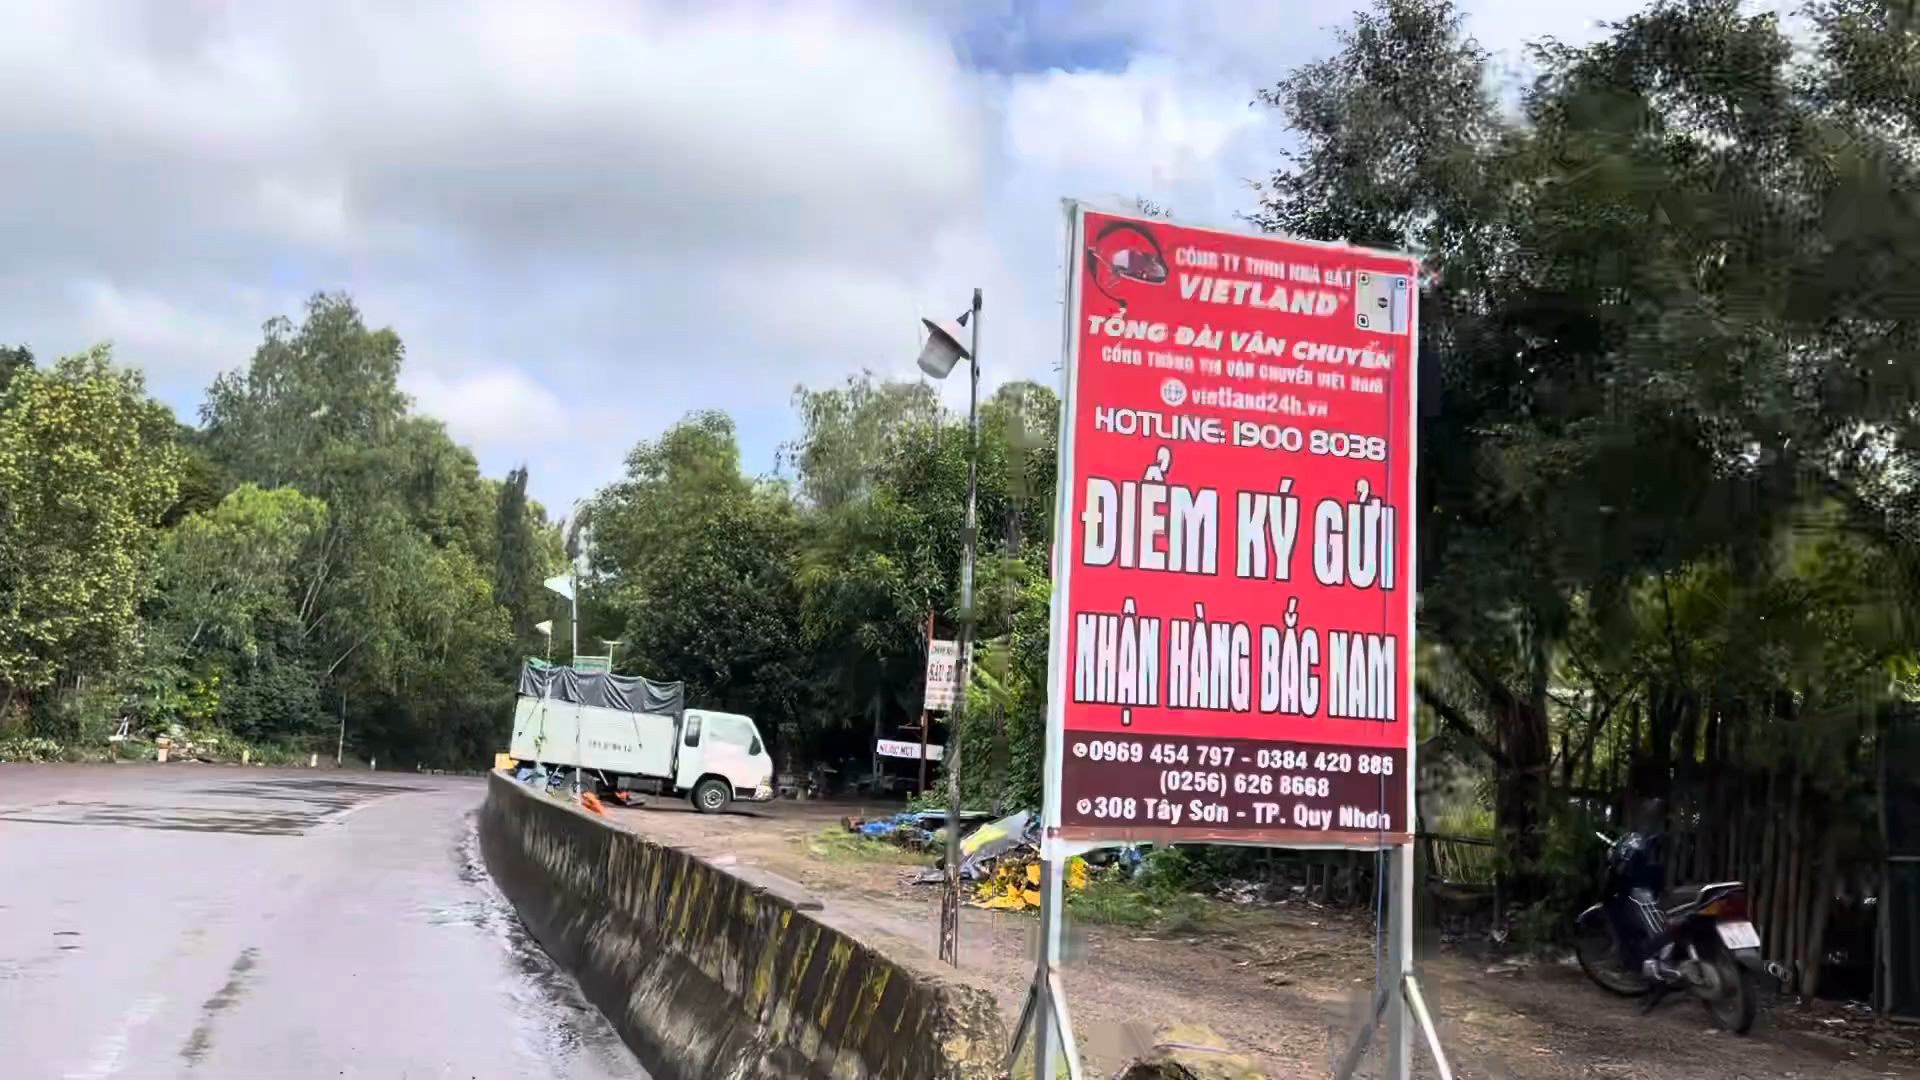 CÔNG TY TNHH NHÀ ĐẤT
VIETLAND
TỔNG ĐÀI VẬN CHUYỂN
CỔNG THÔNG TIN VẬN CHUYỂN VIỆT NAM
vietland24h.vn
HOTLINE: 1900 8038
ĐIỂM KÝ GỬI
NHẬN HÀNG BẮC NAM
0969 454 797 - 0384 420 885
(0256) 626 8668
308 Tây Sơn - TP. Quy Nhơn